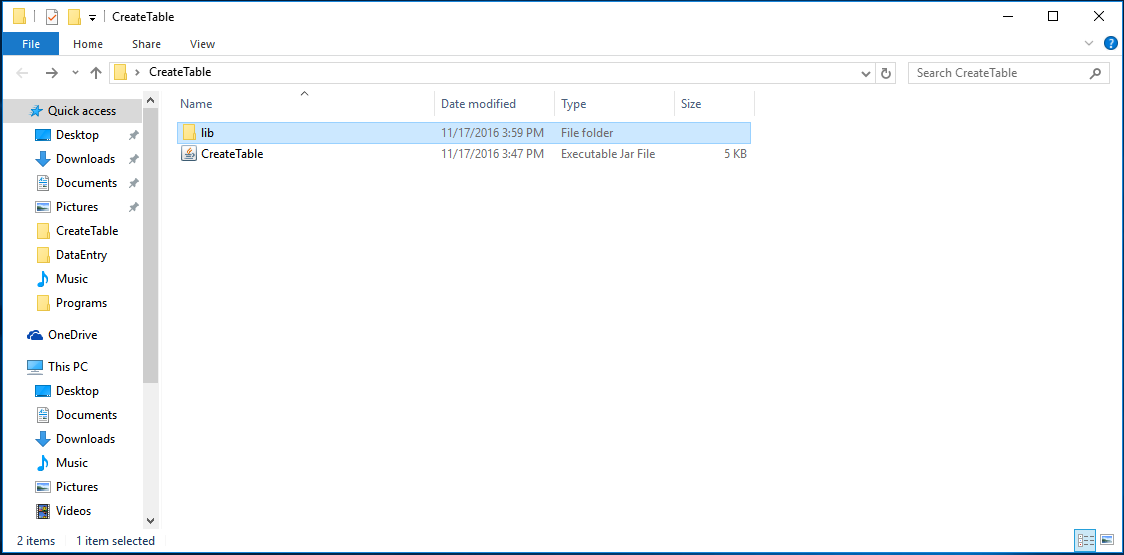 CreateTable
File Home Share View
CreateTable
Search CreateTable
Name Date modified Type Size
lib 11/17/2016 3:59 PM File folder
CreateTable 11/17/2016 3:47 PM Executable Jar File 5 KB
Quick access
Desktop
Downloads
Documents
Pictures
CreateTable
DataEntry
Music
Programs
OneDrive
This PC
Desktop
Documents
Downloads
Music
Pictures
Videos
2 items 1 item selected